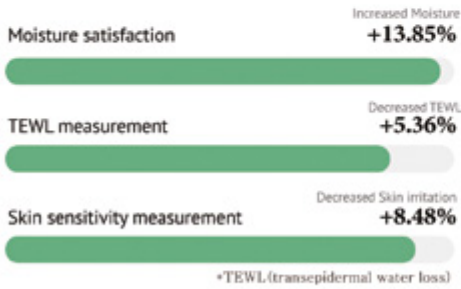 Increased Moisture
Moisture satisfaction +13.85%
Decreased TEWL
TEWL measurement +5.36%
Decreased Skin irritation
Skin sensitivity measurement +8.48%
*TEWL(transepidermal water loss)